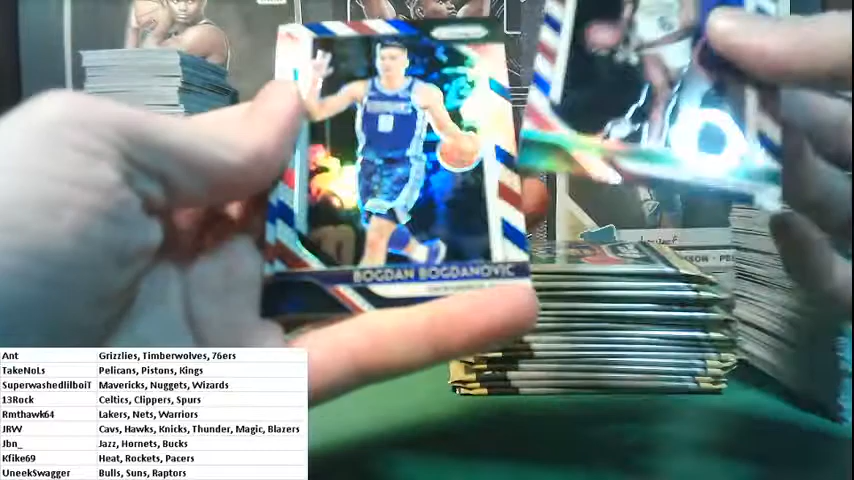 PRIZM
8
BOGDAN BOGDANOVIC
Ant Grizzlies, Timberwolves, 76ers
TakeNoLs Pelicans, Pistons, Kings
SuperwashedlilboiT Mavericks, Nuggets, Wizards
13Rock Celtics, Clippers, Spurs
Rmthawk64 Lakers, Nets, Warriors
JRW Cavs, Hawks, Knicks, Thunder, Magic, Blazers
Jbn_ Jazz, Hornets, Bucks
Kfike69 Heat, Rockets, Pacers
UneekSwagger Bulls, Suns, Raptors